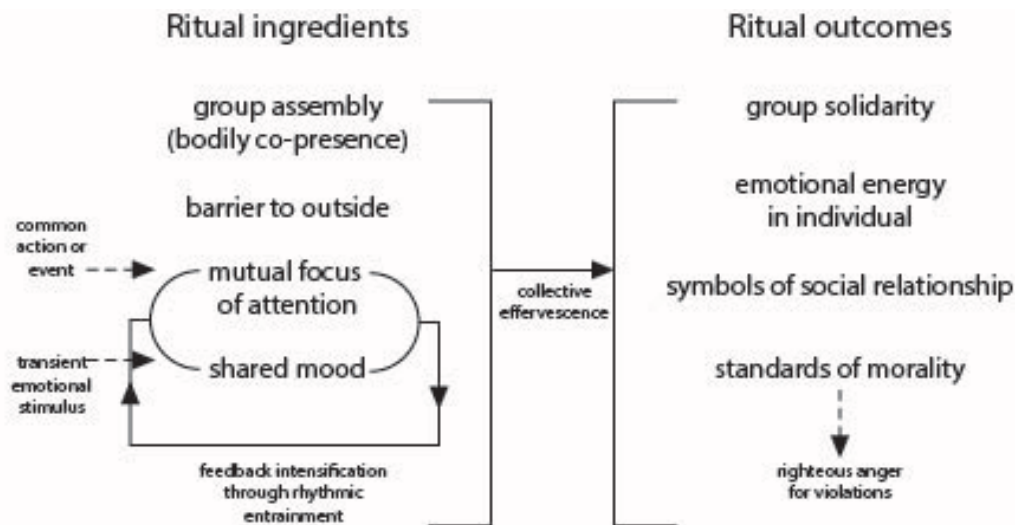 Ritual ingredients
group assembly
(bodily co-presence)
barrier to outside
common
action or
event
mutual focus
of attention
transient
emotional
stimulus
shared mood
feedback intensification
through rhythmic
entrainment
collective
effervescence
Ritual outcomes
group solidarity
emotional energy
in individual
symbols of social relationship
standards of morality
righteous anger
for violations